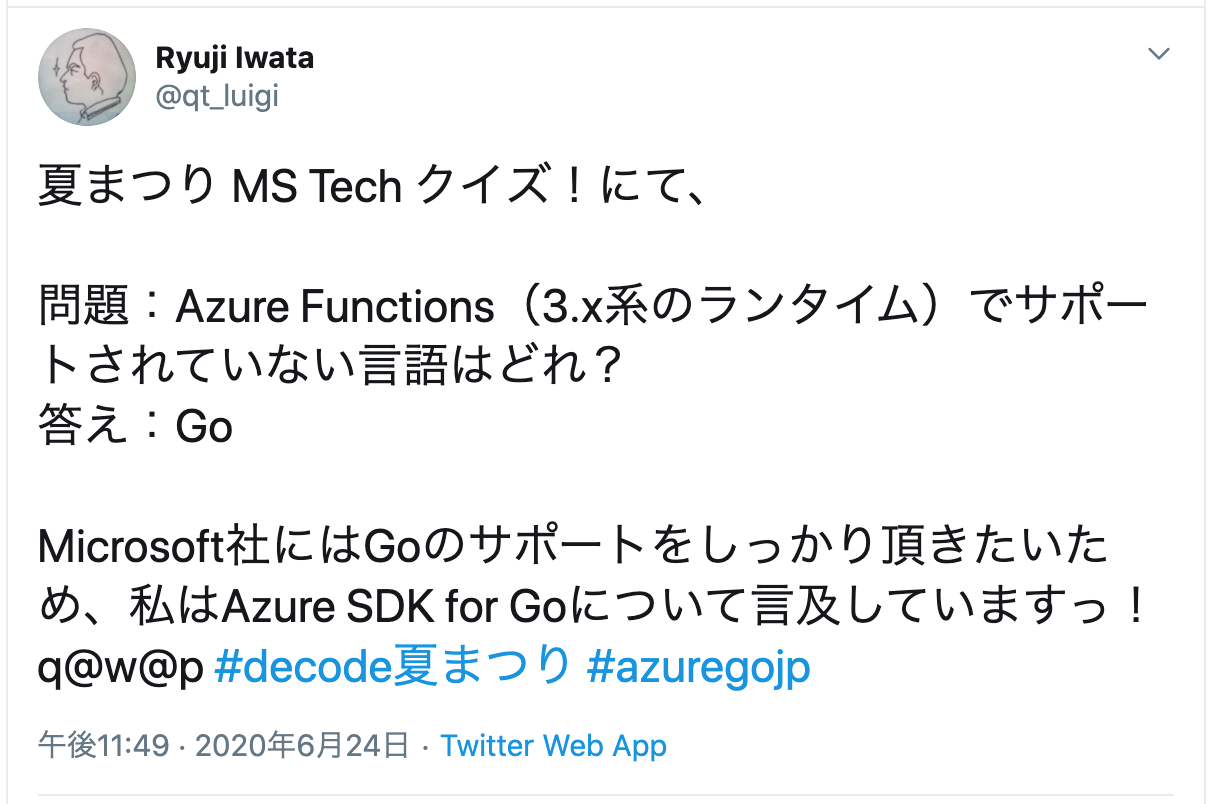 Ryuji Iwata
@qt_luigi
夏まつり MS Tech クイズ！にて、
問題：Azure Functions（3.x系のランタイム）でサポー
トされていない言語はどれ？
答え：Go
Microsoft社にはGoのサポートをしっかり頂きたいた
め、私はAzure SDK for Goについて言及していますっ！
q@w@p #decode夏まつり #azuregojp
午後11:49 · 2020年6月24日 · Twitter Web App